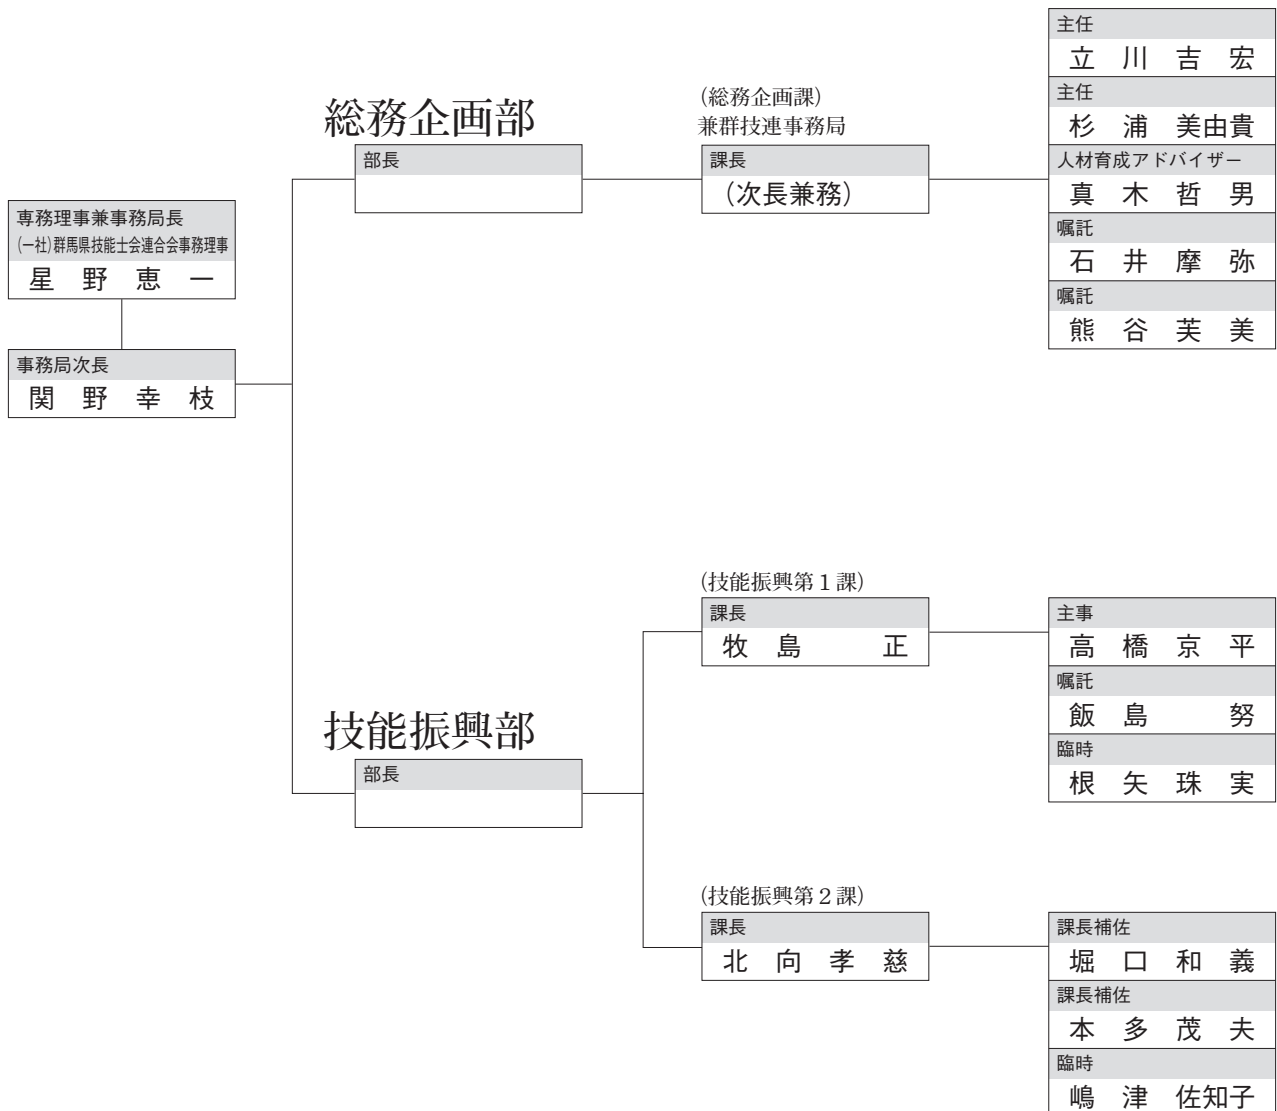 専務理事兼事務局長
(一社)群馬県技能士会連合会事務理事
星野恵一
事務局次長
関野幸枝
総務企画部
部長
(総務企画課)
兼群技連事務局
課長
(次長兼務)
主任
立川吉宏
主任
杉浦美由貴
人材育成アドバイザー
真木哲男
嘱託
石井摩弥
嘱託
熊谷芙美
技能振興部
部長
(技能振興第1課)
課長
牧島 正
主事
高橋京平
嘱託
飯島 努
臨時
根矢珠実
(技能振興第2課)
課長
北向孝慈
課長補佐
堀口和義
課長補佐
本多茂夫
臨時
嶋津佐知子